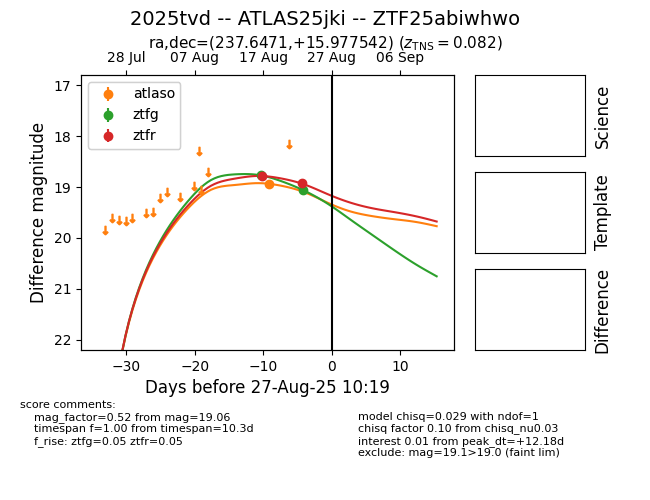 2025tvd -- ATLAS25jki -- ZTF25abiwhwo
ra,dec=(237.6471,+15.977542) (z_TNS = 0.082)
28 Jul 07 Aug 17 Aug 27 Aug 06 Sep
atlaso
ztfg
ztfr
17
18
19
20
21
22
Difference magnitude
−30 −20 −10 0 10
Days before 27-Aug-25 10:19
Science
Template
Difference
score comments:
mag_factor=0.52 from mag=19.06
timespan f=1.00 from timespan=10.3d
f_rise: ztfg=0.05 ztfr=0.05
model chisq=0.029 with ndof=1
chisq factor 0.10 from chisq_nu0.03
interest 0.01 from peak_dt=+12.18d
exclude: mag=19.1>19.0 (faint lim)